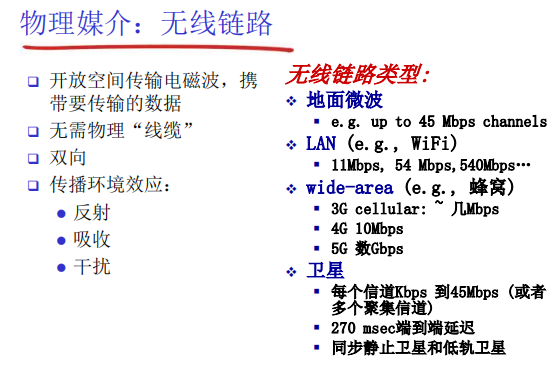 物理媒介：无线链路
开放空间传输电磁波，携
带要传输的数据
无需物理“线缆”
双向
传播环境效应：
反射
吸收
干扰
无线链路类型：
地面微波
e.g. up to 45 Mbps channels
LAN (e.g., WiFi)
11Mbps, 54 Mbps,540Mbps…
wide-area (e.g., 蜂窝)
3G cellular: ~ 几Mbps
4G 10Mbps
5G 数Gbps
卫星
每个信道Kbps 到45Mbps (或者
多个聚集信道)
270 msec端到端延迟
同步静止卫星和低轨卫星